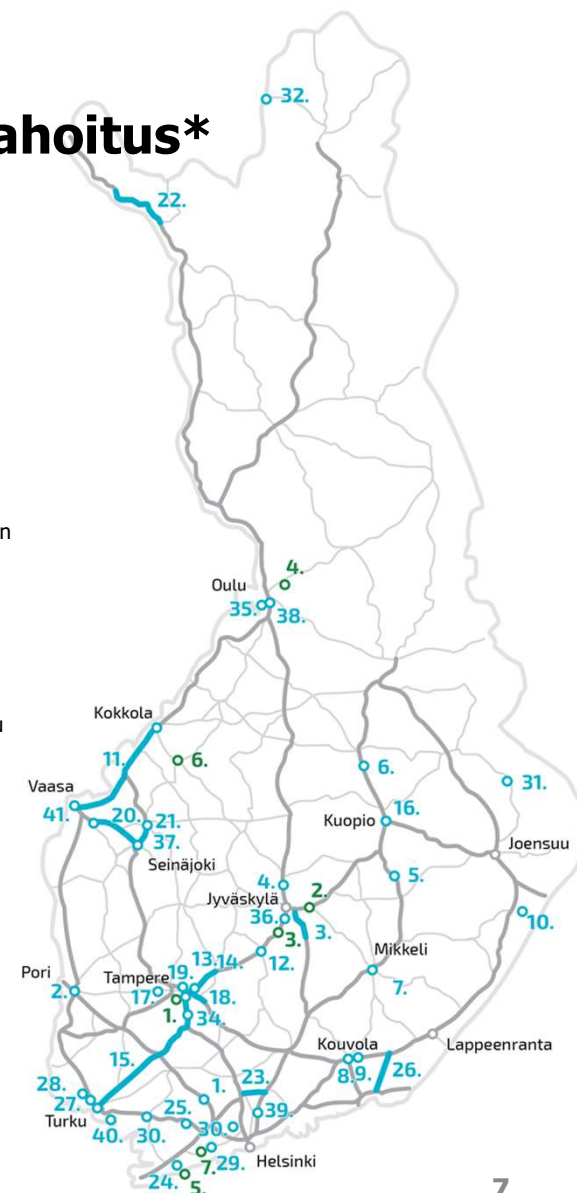 ahoitus*
32.
22.
n
4.
Oulu
35. 38.
Kokkola
6.
11.
6.
31.
Vaasa
41.
20. 21.
16.
Kuopio
37.
Joensuu
Seinäjoki
5.
4.
2.
Jyväskylä
36.
3.
3.
10.
12.
Mikkeli
13. 14.
19.
Pori
Tampere
2.
17.
18.
7.
1.
34.
Kouvola
Lappeenranta
15.
8. 9. 26.
28.
1.
23.
27.
25.
39.
Turku
40. 30.
30.
Helsinki
7. 29.
24.
5.
7